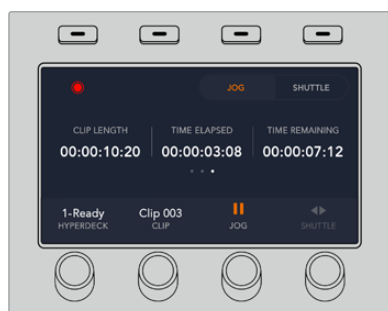 JOG SHUTTLE
CLIP LENGTH TIME ELAPSED TIME REMAINING
00:00:10:20 00:00:03:08 00:00:07:12
1-Ready Clip 003
HYPERDECK CLIP JOG SHUTTLE